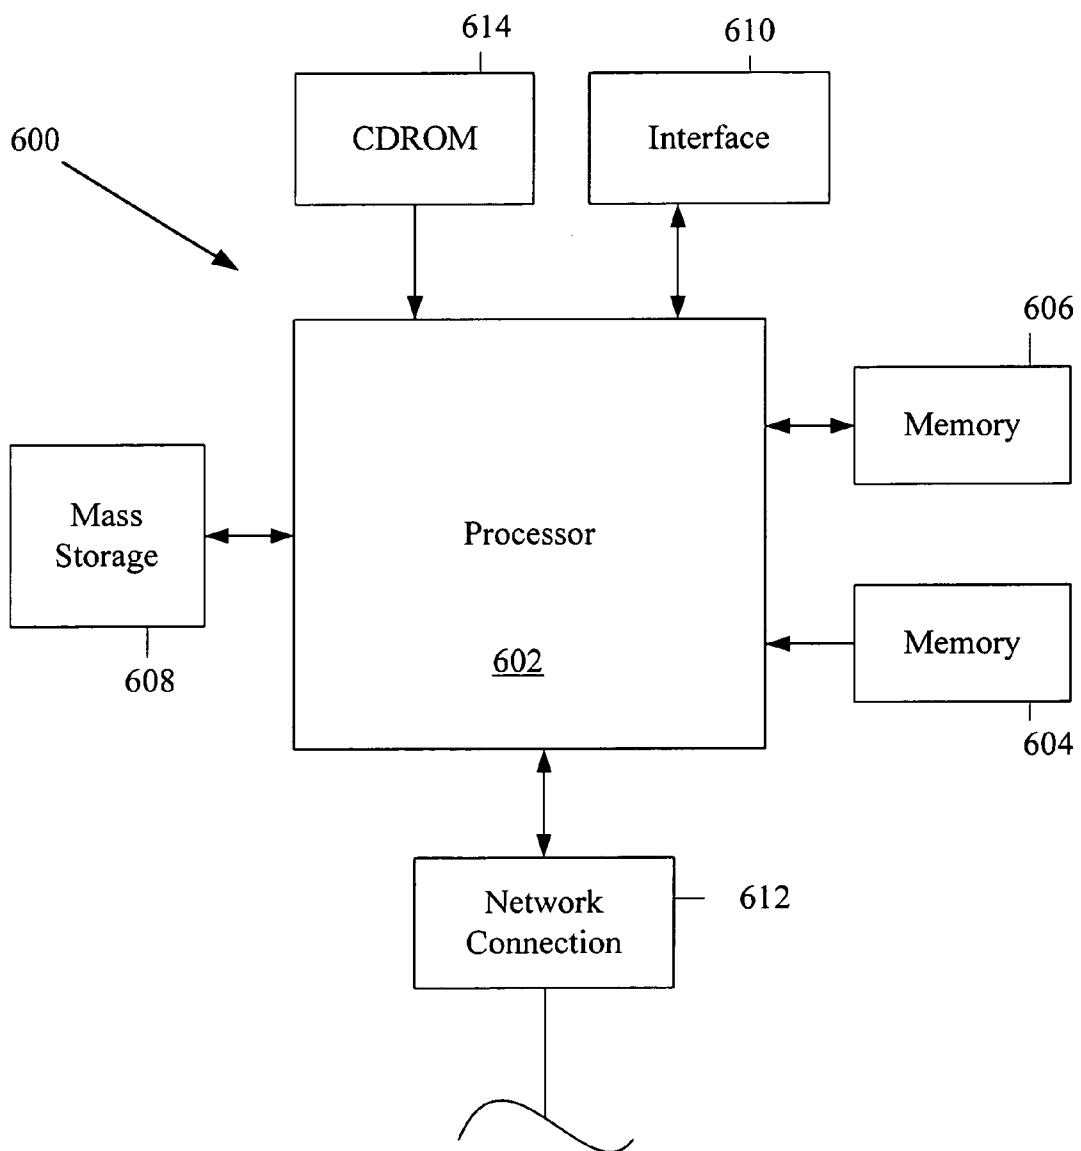 614
610
CDROM
Interface
600
606
Memory
Mass
Storage
608
Processor
602
Memory
604
Network
Connection
612